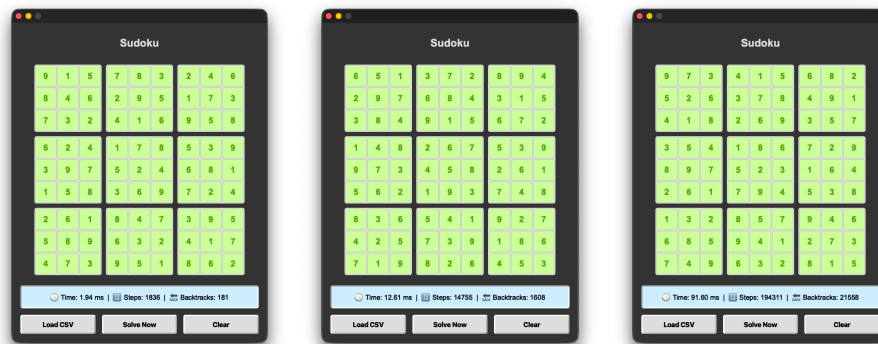 Sudoku
9 1 5 7 8 3 2 4 6
8 4 6 2 9 5 1 7 3
7 3 2 4 1 6 9 5 8
6 2 4 1 7 8 5 3 9
3 9 7 5 2 4 6 8 1
1 5 8 3 6 9 7 2 4
2 6 1 8 4 7 3 9 5
5 8 9 6 3 2 4 1 7
4 7 3 9 5 1 8 6 2
Time: 1.94 ms | Steps: 1836 | Backtracks: 181
Load CSV Solve Now Clear
Sudoku
6 5 1 3 7 2 8 9 4
2 9 7 6 8 4 3 1 5
3 8 4 9 1 5 6 7 2
1 4 8 2 6 7 5 3 9
9 7 3 4 5 8 2 6 1
5 6 2 1 9 3 7 4 8
8 3 6 5 4 1 9 2 7
4 2 5 7 3 9 1 8 6
7 1 9 8 2 6 4 5 3
Time: 12.61 ms | Steps: 14755 | Backtracks: 1608
Load CSV Solve Now Clear
Sudoku
9 7 3 4 1 5 6 8 2
5 2 6 3 7 8 4 9 1
4 1 8 2 6 9 3 5 7
3 5 4 1 8 6 7 2 9
8 9 7 5 2 3 1 6 4
2 6 1 7 9 4 5 3 8
1 3 2 8 5 7 9 4 6
6 8 5 9 4 1 2 7 3
7 4 9 6 3 2 8 1 5
Time: 91.60 ms | Steps: 194311 | Backtracks: 21558
Load CSV Solve Now Clear